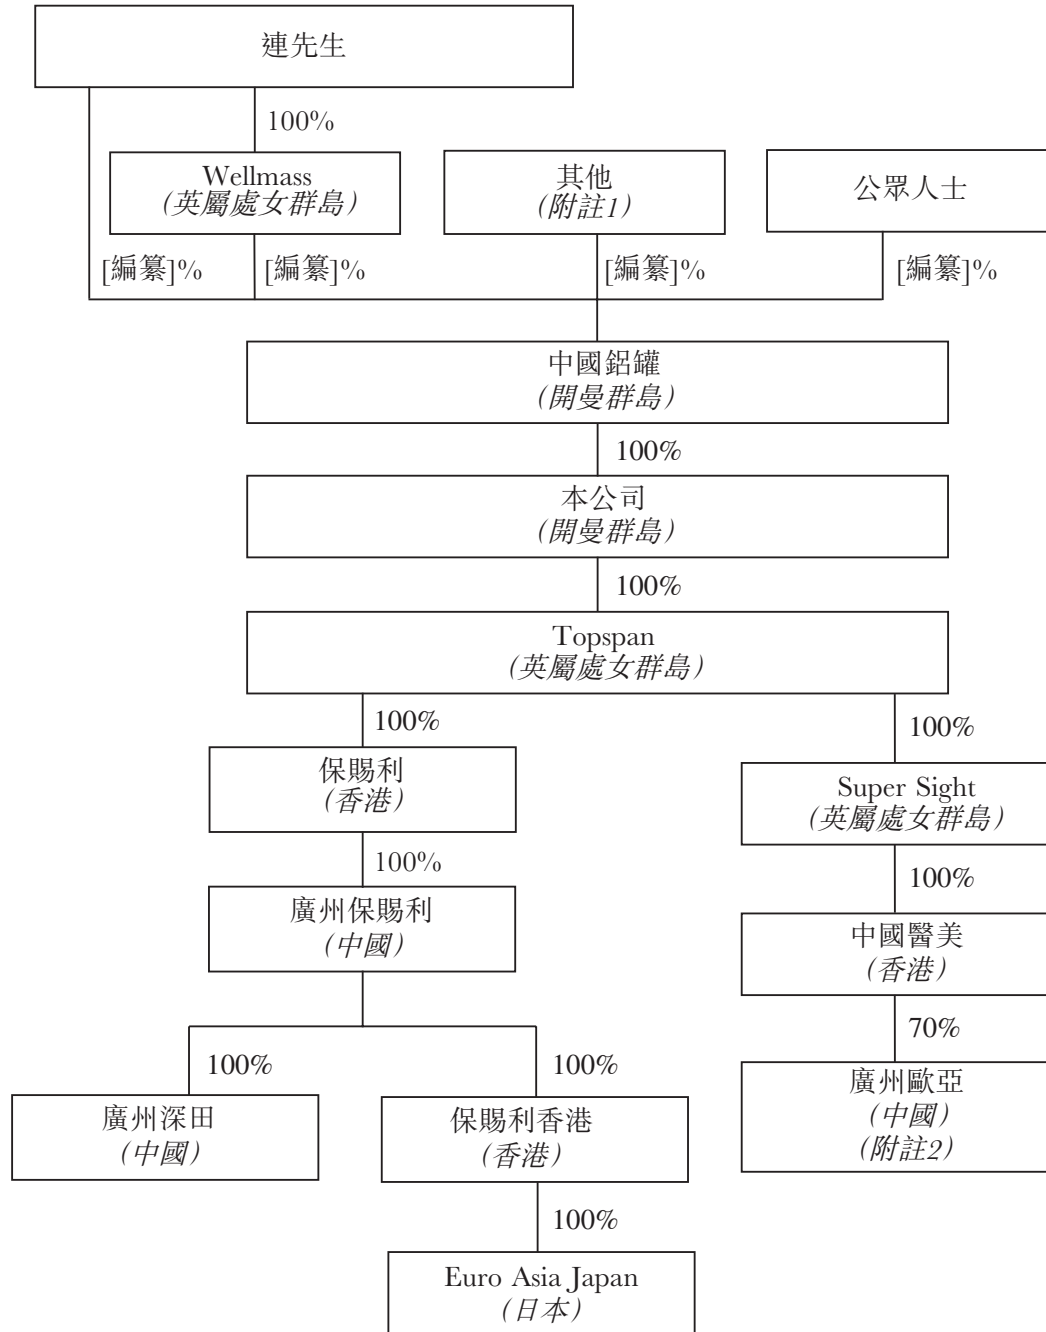 連先生
100%
Wellmass
(英屬處女群島)
其他
(附註1)
公眾人士
[編纂]%
[編纂]%
[編纂]%
[編纂]%
中國鋁罐
(開曼群島)
100%
本公司
(開曼群島)
100%
Topspan
(英屬處女群島)
100%
100%
保賜利
(香港)
Super Sight
(英屬處女群島)
100%
100%
廣州保賜利
(中國)
中國醫美
(香港)
70%
100%
100%
廣州深田
(中國)
保賜利香港
(香港)
廣州歐亞
(中國)
(附註2)
100%
Euro Asia Japan
(日本)